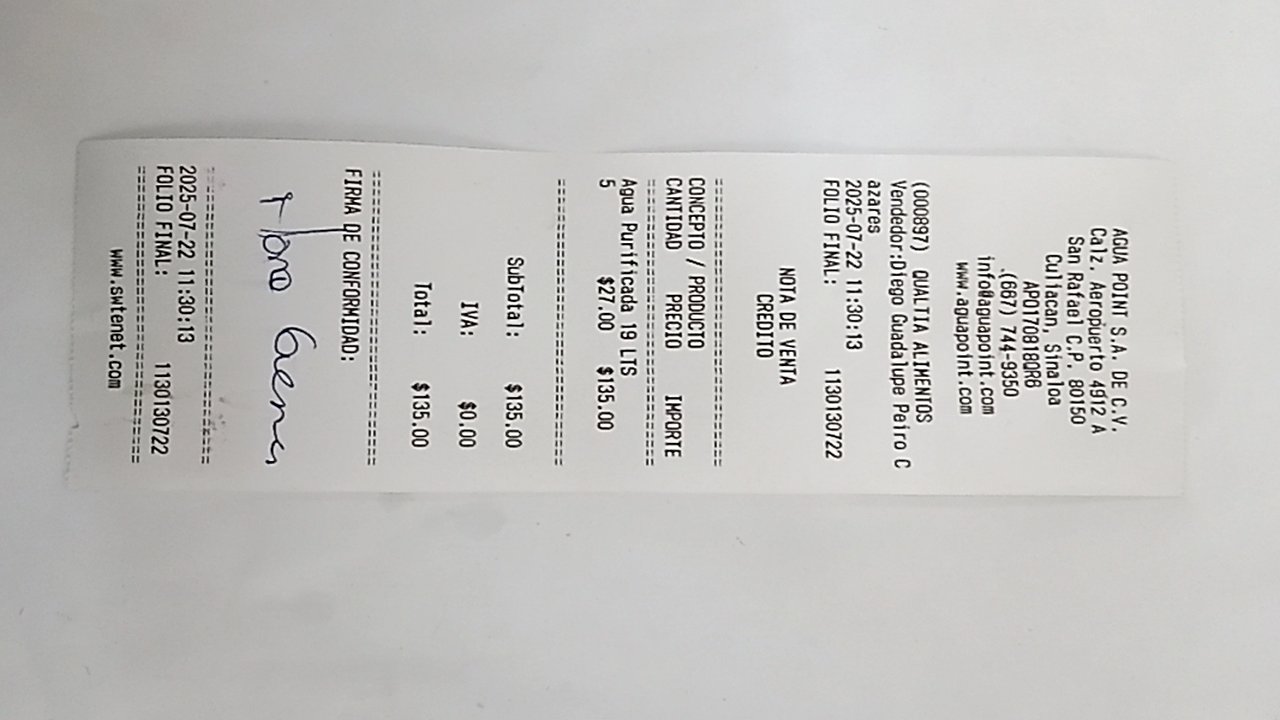 AGUA POINT S.A. DE C.V.
Calz. Aeropuerto 4912 A
San Rafael C.P. 80150
Culiacan, Sinaloa
APO170818QR6
.(667) 744-9350
info@aguapoint.com
www.aguapoint.com
(000897) QUALTIA ALIMENTOS
Vendedor:Diego Guadalupe Peiro C
azares
2025-07-22 11:30:13
FOLIO FINAL: 1130130722
NOTA DE VENTA
CREDITO
================================
CONCEPTO / PRODUCTO
CANTIDAD PRECIO IMPORTE
================================
Agua Purificada 19 LTS
5 $27.00 $135.00
================================
SubTotal: $135.00
IVA: $0.00
Total: $135.00
================================
FIRMA DE CONFORMIDAD:
================================
2025-07-22 11:30:13
FOLIO FINAL: 1130130722
================================
www.swtenet.com